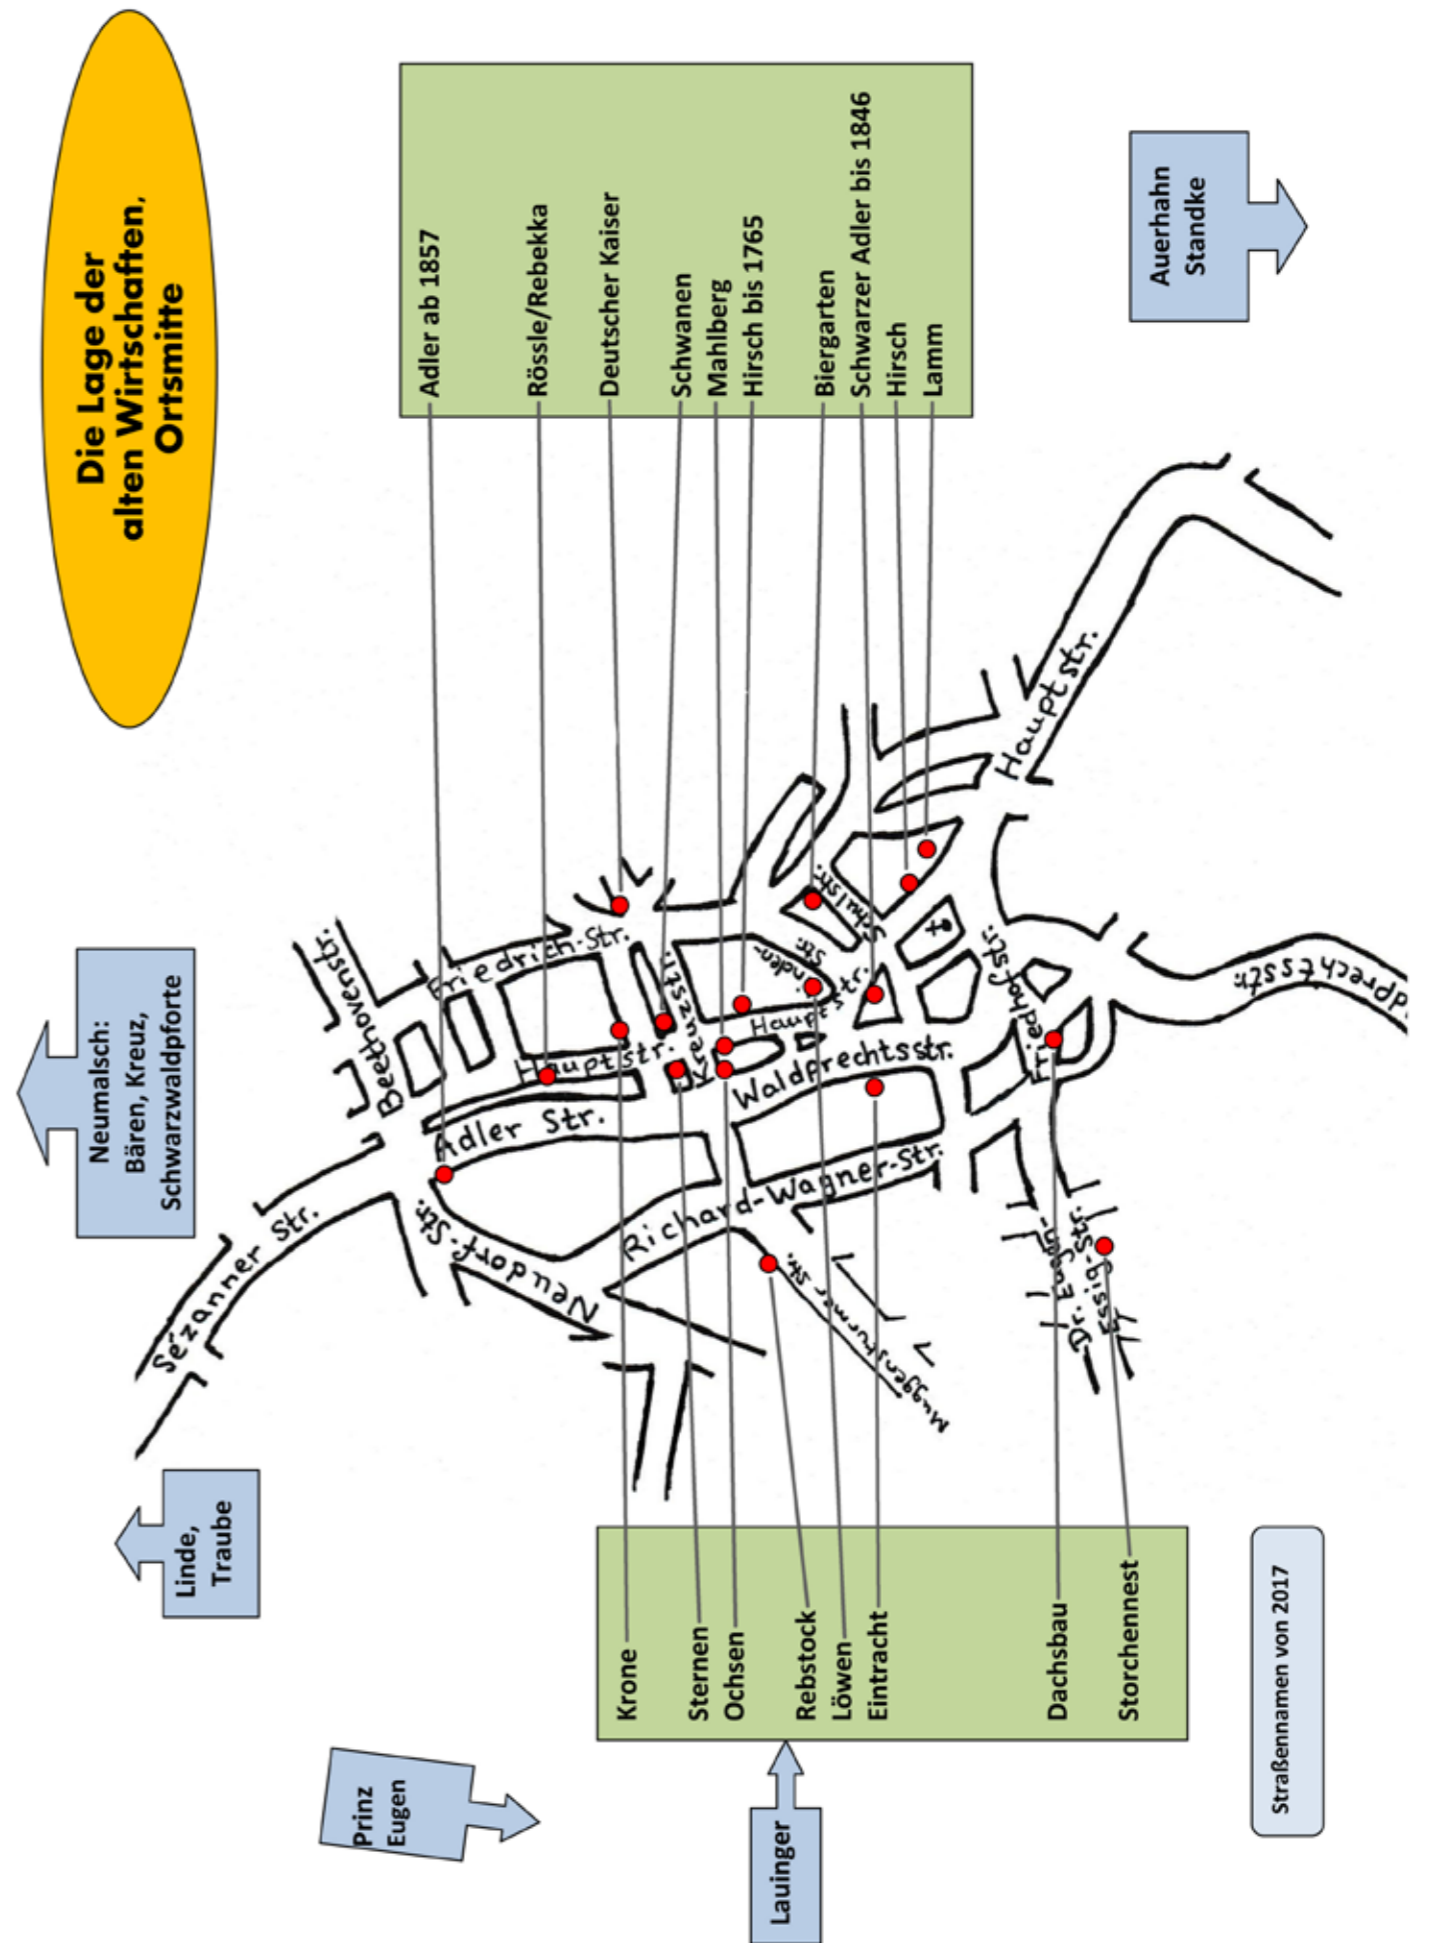 Die Lage der
alten Wirtschaften,
Ortsmitte
Neumalsch:
Bären, Kreuz,
Schwarzwaldpforte
Linde,
Traube
Prinz
Eugen
Lauinger
Auerhahn
Standke
Adler ab 1857
Rössle/Rebekka
Deutscher Kaiser
Schwanen
Mahlberg
Hirsch bis 1765
Biergarten
Schwarzer Adler bis 1846
Hirsch
Lamm
Krone
Sternen
Ochsen
Rebstock
Löwen
Eintracht
Dachsbau
Storchennest
Straßennamen von 2017
Sézanner Str.
Beethovenstr.
Friedrich-Str.
Hauptstr.
Adler Str.
Neudorf-Str.
Richard-Wagner-Str.
Kreuzstr.
Hauptstr.
Waldprechtsstr.
Schulstr.
Friedhofstr.
Hauptstr.
Muggensturmer Str.
Dr. Eugen-
Essig-Str.